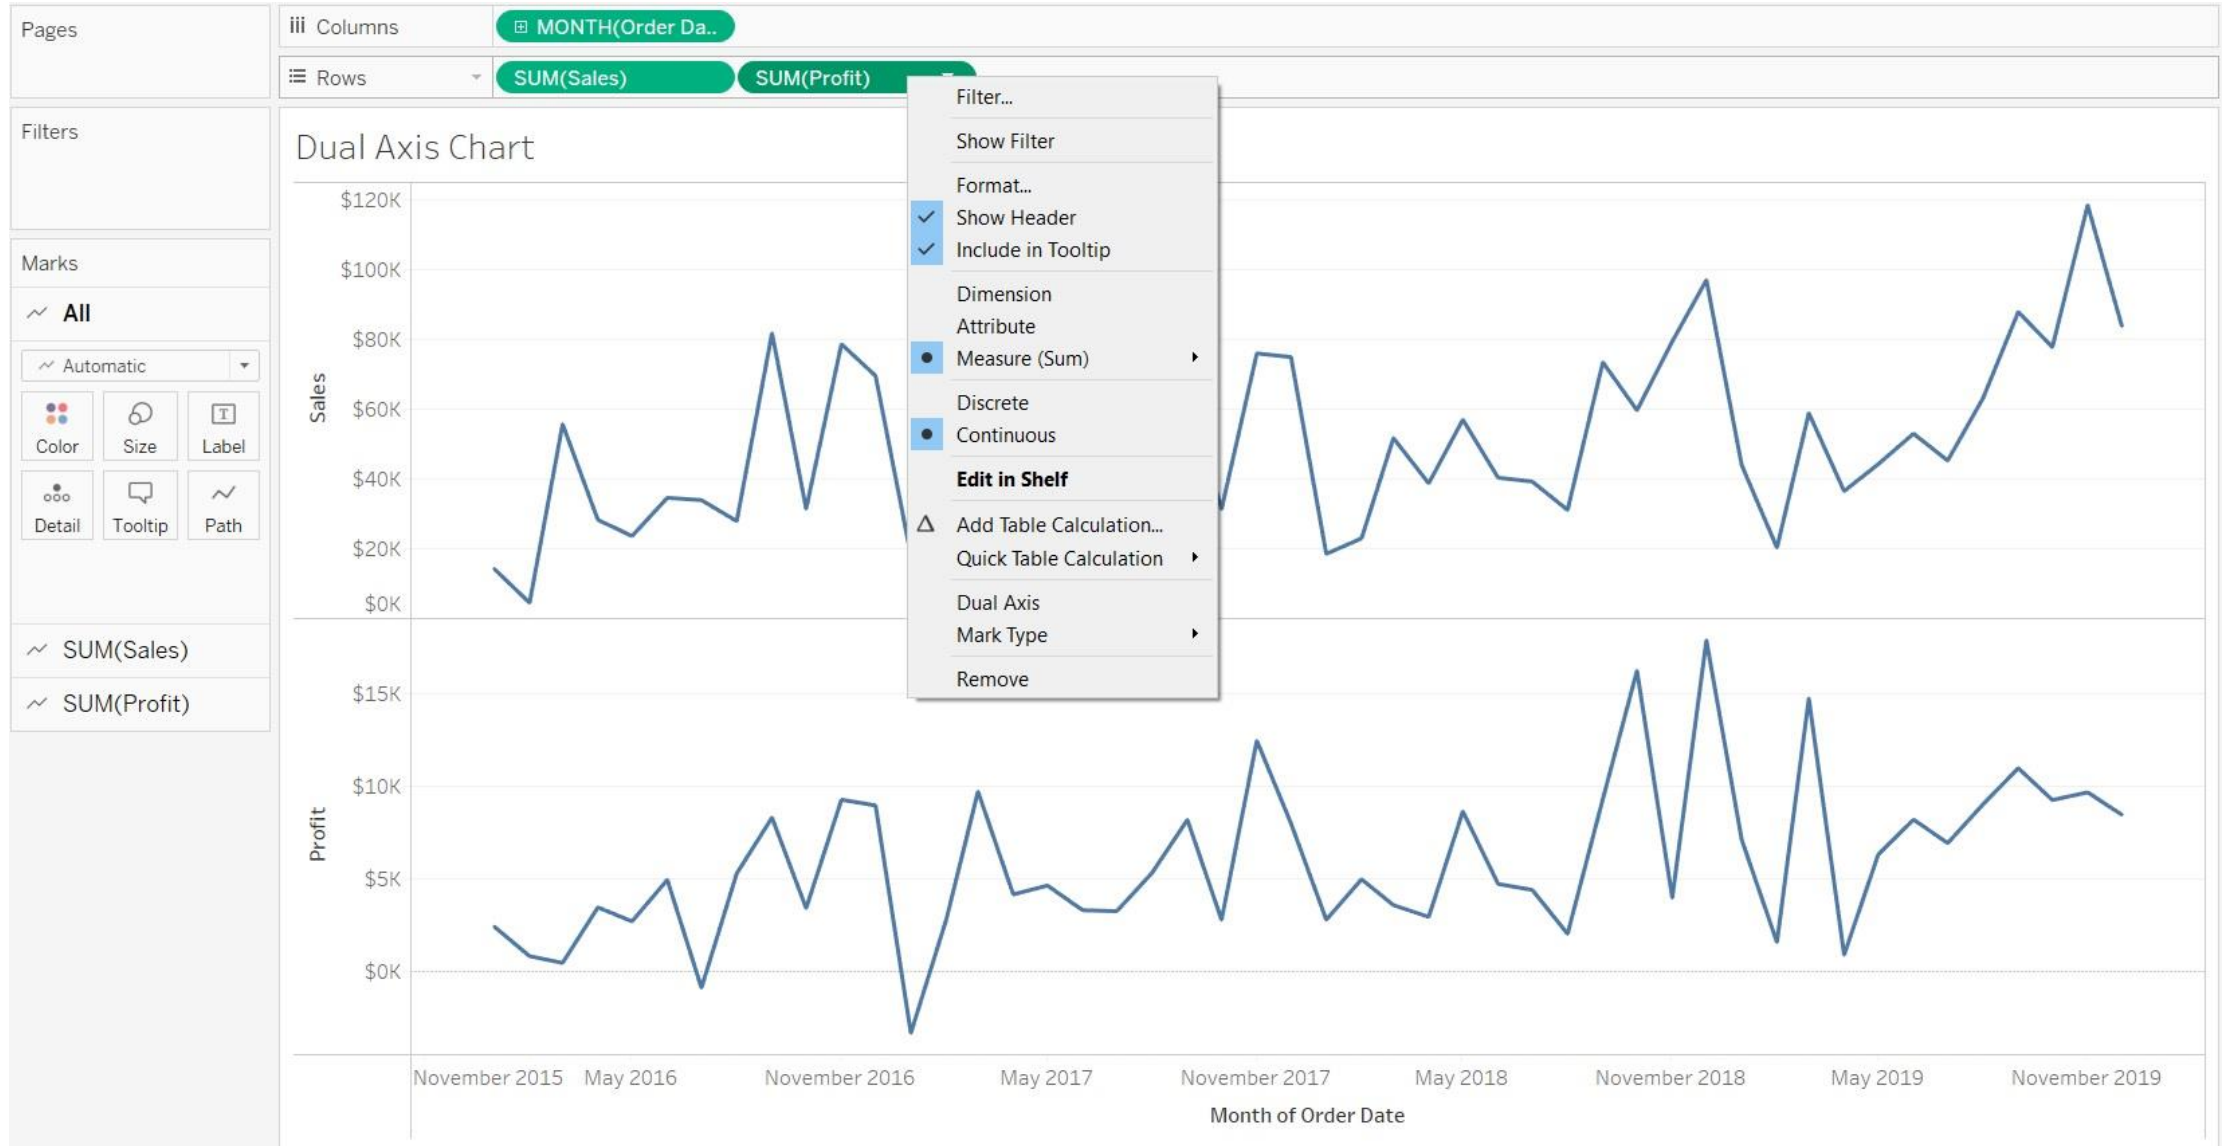 Pages
Columns
MONTH(Order Da..
Rows
SUM(Sales)
SUM(Profit)
Filters
Marks
All
Automatic
Color
Size
Label
Detail
Tooltip
Path
SUM(Sales)
SUM(Profit)
Dual Axis Chart
Filter...
Show Filter
Format...
Show Header
Include in Tooltip
Dimension
Attribute
Measure (Sum)
Discrete
Continuous
Edit in Shelf
Add Table Calculation...
Quick Table Calculation
Dual Axis
Mark Type
Remove
Sales
$120K
$100K
$80K
$60K
$40K
$20K
$0K
Profit
$15K
$10K
$5K
$0K
November 2015 May 2016 November 2016 May 2017 November 2017 May 2018 November 2018 May 2019 November 2019
Month of Order Date